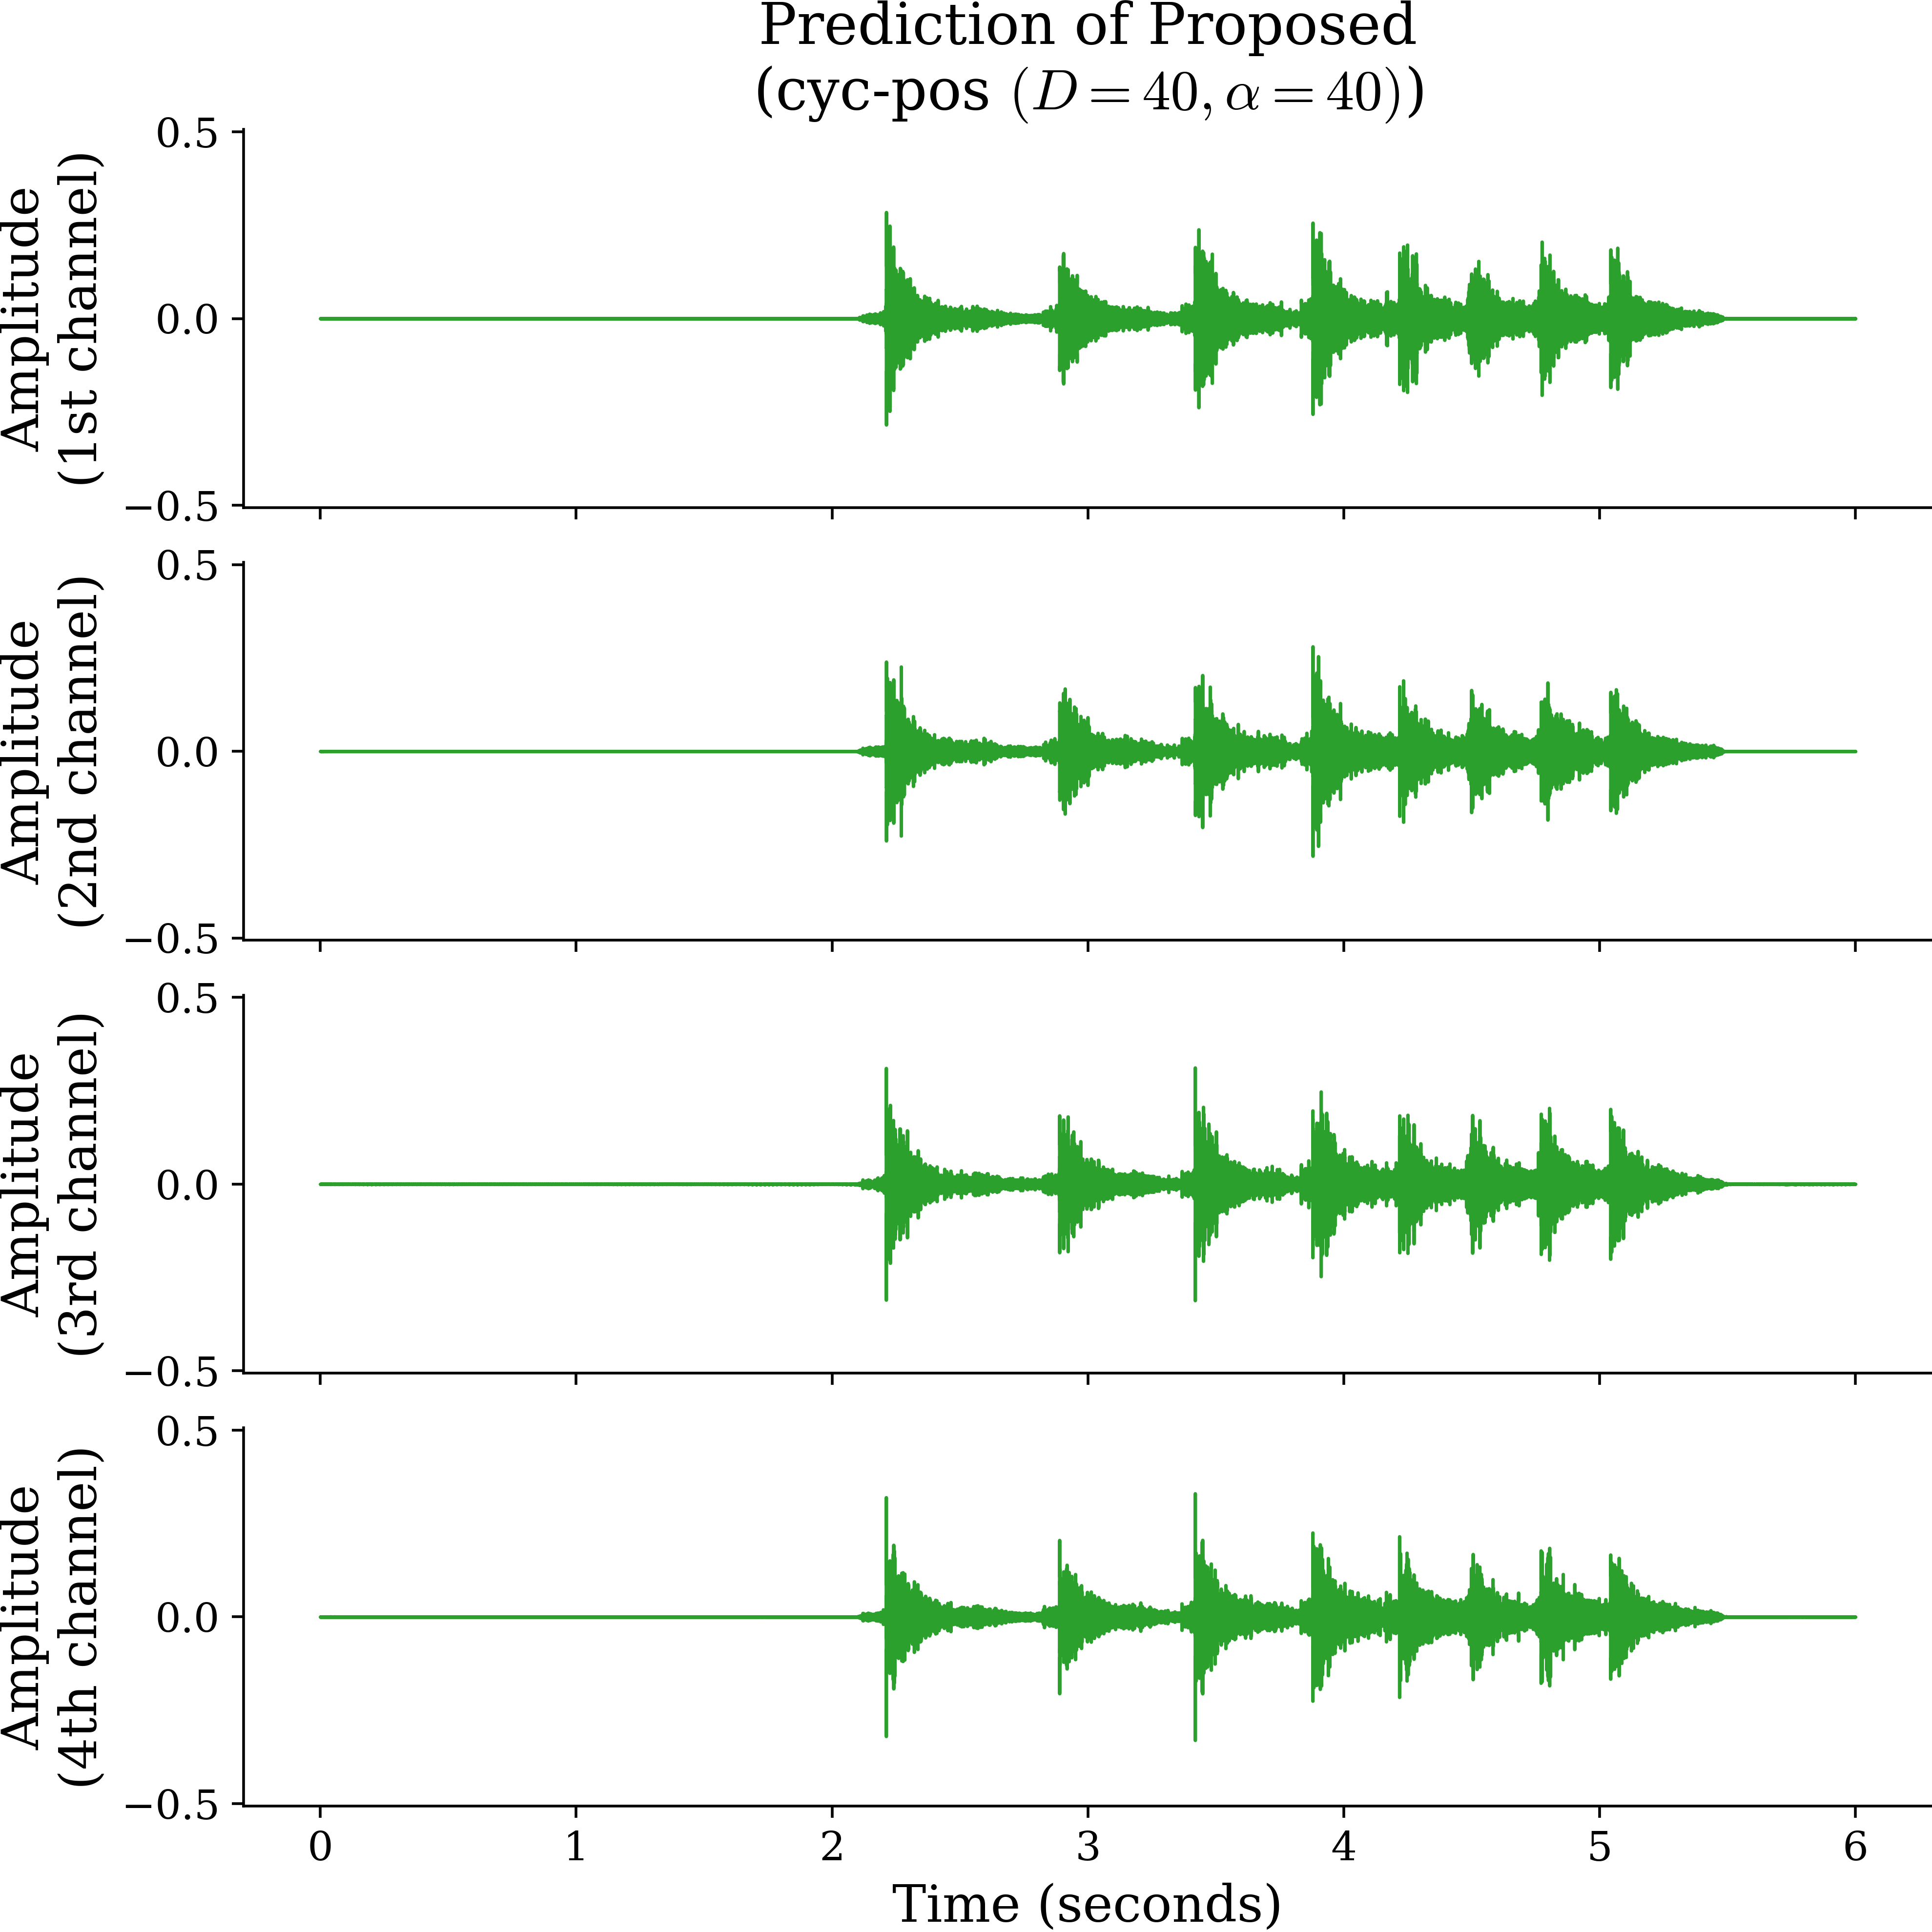 Prediction of Proposed
(cyc-pos (D = 40, α = 40))
Amplitude
(1st channel)
0.5
0.0
−0.5
Amplitude
(2nd channel)
0.5
0.0
−0.5
Amplitude
(3rd channel)
0.5
0.0
−0.5
Amplitude
(4th channel)
0.5
0.0
−0.5
0 1 2 3 4 5 6
Time (seconds)